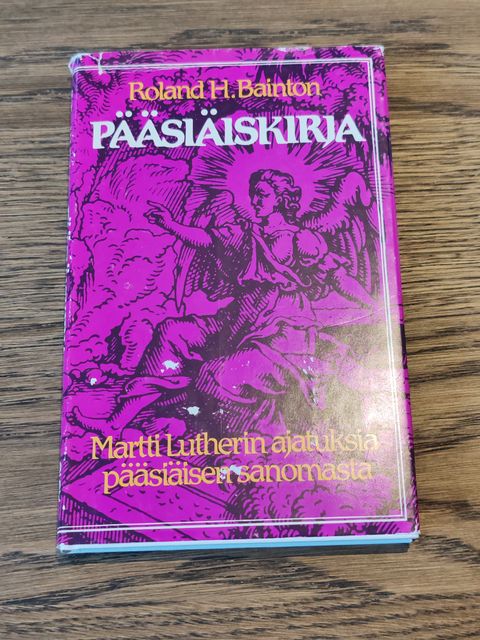 Roland H. Bainton
PÄÄSIÄISKIRJA
Martti Lutherin ajatuksia
pääsiäisen sanomasta